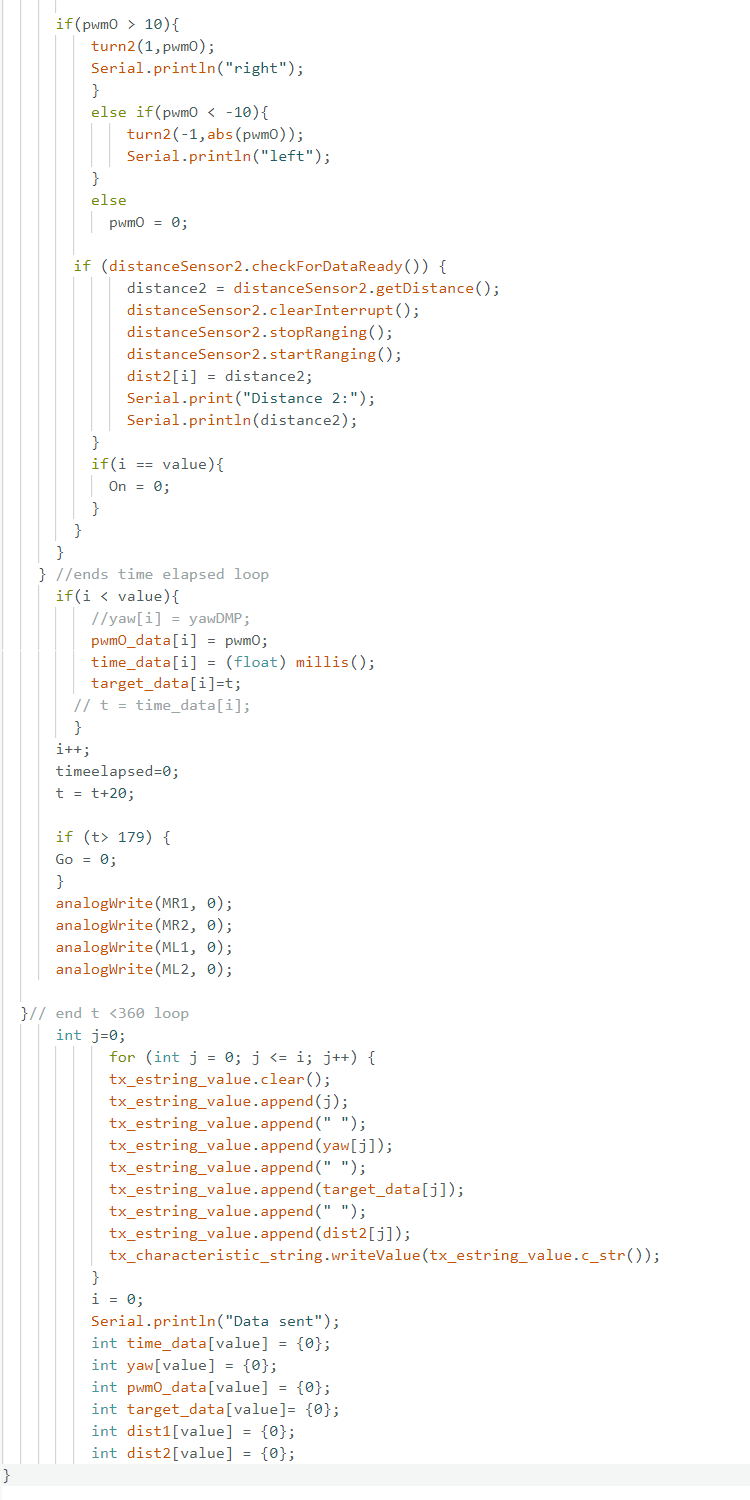 if(pwmO > 10){
turn2(1,pwmO);
Serial.println("right");
}
else if(pwmO < -10){
turn2(-1,abs(pwmO));
Serial.println("left");
}
else
pwmO = 0;
if (distanceSensor2.checkForDataReady()) {
distance2 = distanceSensor2.getDistance();
distanceSensor2.clearInterrupt();
distanceSensor2.stopRanging();
distanceSensor2.startRanging();
dist2[i] = distance2;
Serial.print("Distance 2:");
Serial.println(distance2);
}
if(i == value){
On = 0;
}
}
}
} //ends time elapsed loop
if(i < value){
//yaw[i] = yawDMP;
pwmO_data[i] = pwmO;
time_data[i] = (float) millis();
target_data[i]=t;
// t = time_data[i];
}
i++;
timeelapsed=0;
t = t+20;
if (t> 179) {
Go = 0;
}
analogWrite(MR1, 0);
analogWrite(MR2, 0);
analogWrite(ML1, 0);
analogWrite(ML2, 0);
}// end t <360 loop
int j=0;
for (int j = 0; j <= i; j++) {
tx_estring_value.clear();
tx_estring_value.append(j);
tx_estring_value.append(" ");
tx_estring_value.append(yaw[j]);
tx_estring_value.append(" ");
tx_estring_value.append(target_data[j]);
tx_estring_value.append(" ");
tx_estring_value.append(dist2[j]);
tx_characteristic_string.writeValue(tx_estring_value.c_str());
}
i = 0;
Serial.println("Data sent");
int time_data[value] = {0};
int yaw[value] = {0};
int pwmO_data[value] = {0};
int target_data[value]= {0};
int dist1[value] = {0};
int dist2[value] = {0};
}